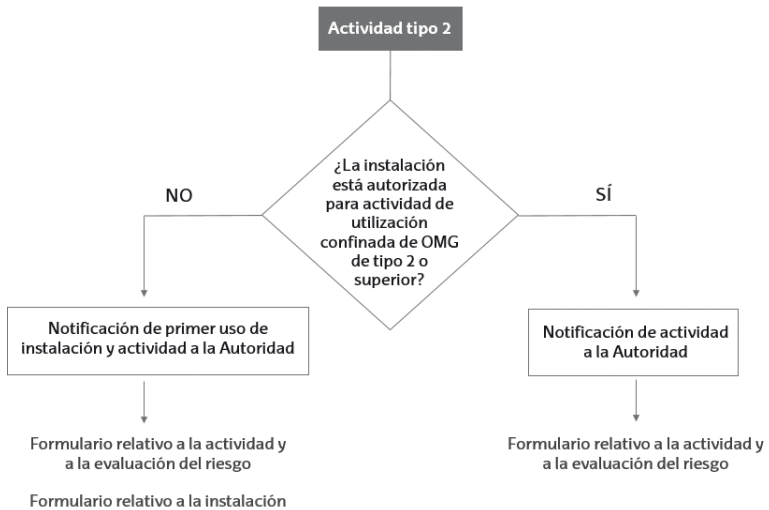 Actividad tipo 2
¿La instalación
está autorizada
para actividad de
utilización
confinada de OMG
de tipo 2 o
superior?
NO
SÍ
Notificación de primer uso de
instalación y actividad a la Autoridad
Notificación de actividad
a la Autoridad
Formulario relativo a la actividad y
a la evaluación del riesgo
Formulario relativo a la instalación
Formulario relativo a la actividad y
a la evaluación del riesgo